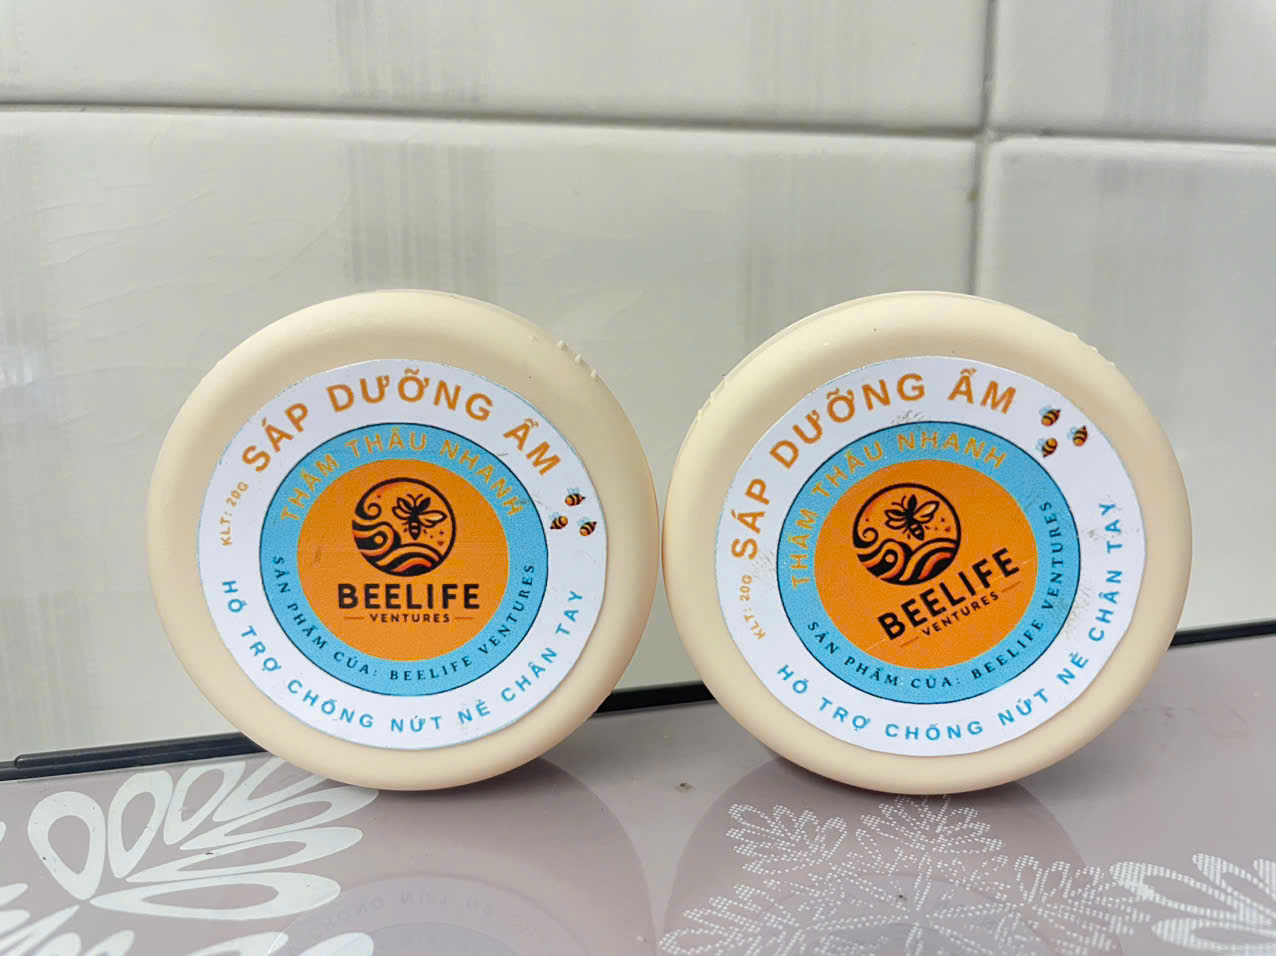 SÁP DƯỠNG ẨM
THẨM THẤU NHANH
KLT: 20G
BEELIFE
VENTURES
SẢN PHẨM CỦA: BEELIFE VENTURES
HỖ TRỢ CHỐNG NỨT NẺ CHÂN TAY
SÁP DƯỠNG ẨM
THẨM THẤU NHANH
KLT: 20G
BEELIFE
VENTURES
SẢN PHẨM CỦA: BEELIFE VENTURES
HỖ TRỢ CHỐNG NỨT NẺ CHÂN TAY